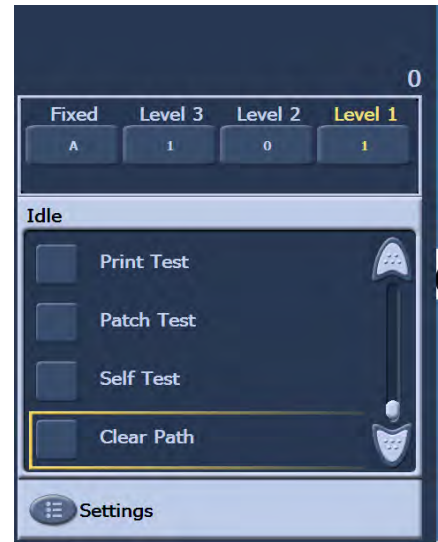 0
Fixed Level 3 Level 2 Level 1
A 1 0 1
Idle
Print Test
Patch Test
Self Test
Clear Path
Settings